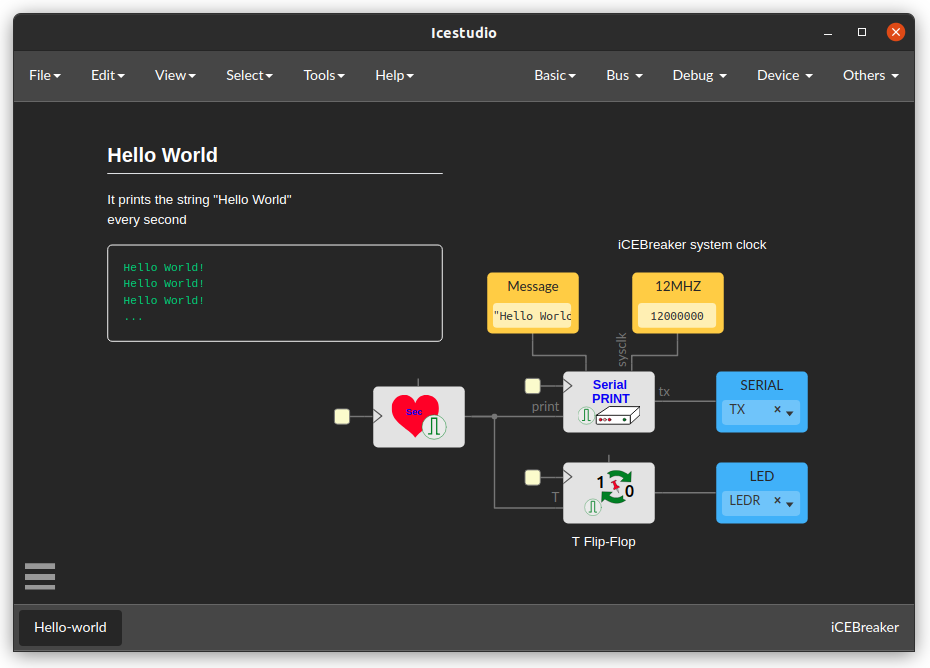 Icestudio
File Edit View Select Tools Help Basic Bus Debug Device Others
Hello World
It prints the string "Hello World"
every second
Hello World!
Hello World!
Hello World!
...
iCEBreaker system clock
Message
"Hello World
12MHZ
12000000
sysclk
Sec
print
Serial
PRINT
tx
SERIAL
TX ×
T
1 0
T Flip-Flop
LED
LEDR ×
Hello-world
iCEBreaker